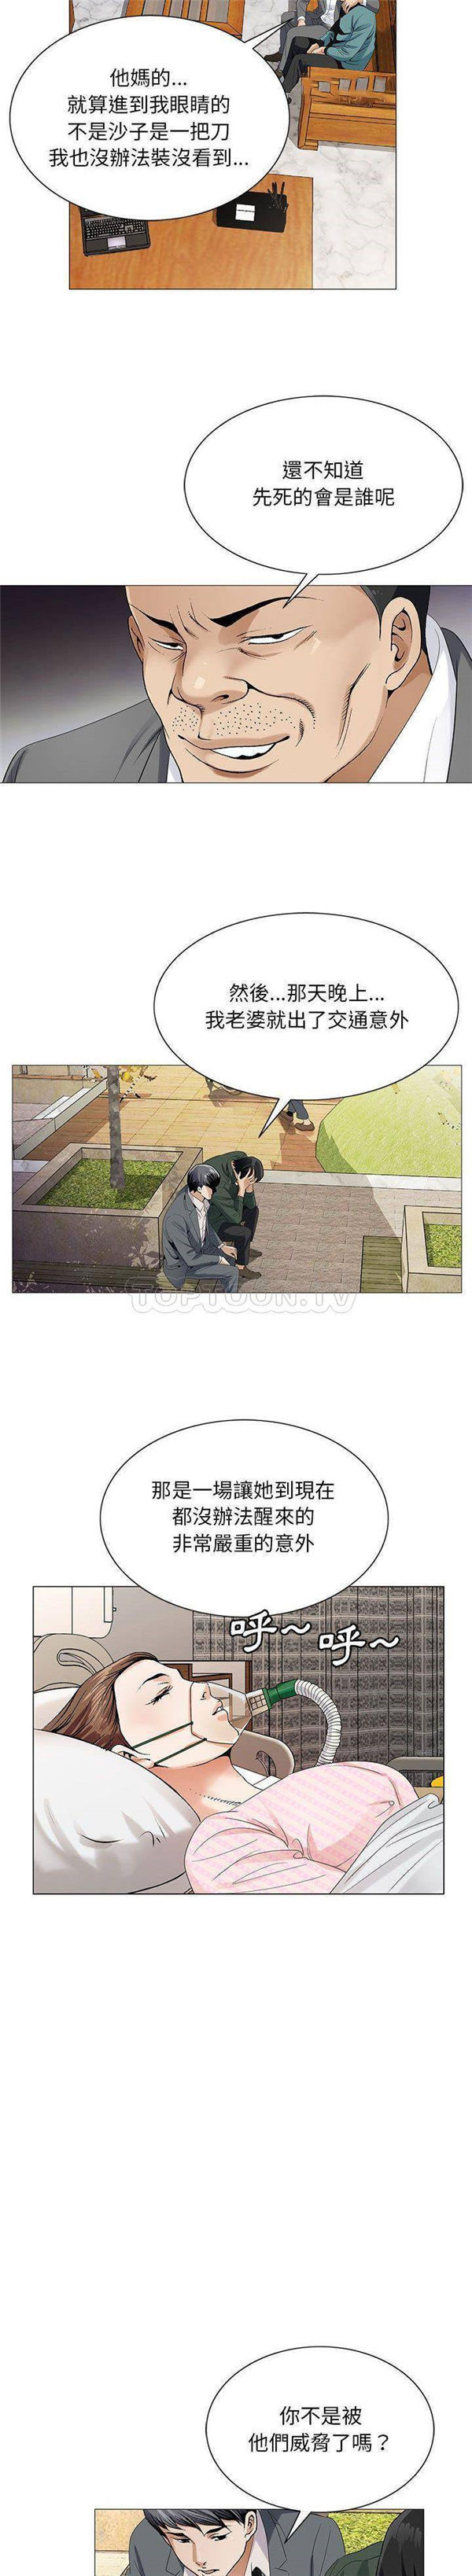 他媽的...
就算進到我眼睛的
不是沙子是一把刀
我也沒辦法裝沒看到...
還不知道
先死的會是誰呢
然後...那天晚上...
我老婆就出了交通意外
TOPTOON.TV
那是一場讓她到現在
都沒辦法醒來的
非常嚴重的意外
呼~呼~
你不是被
他們威脅了嗎？